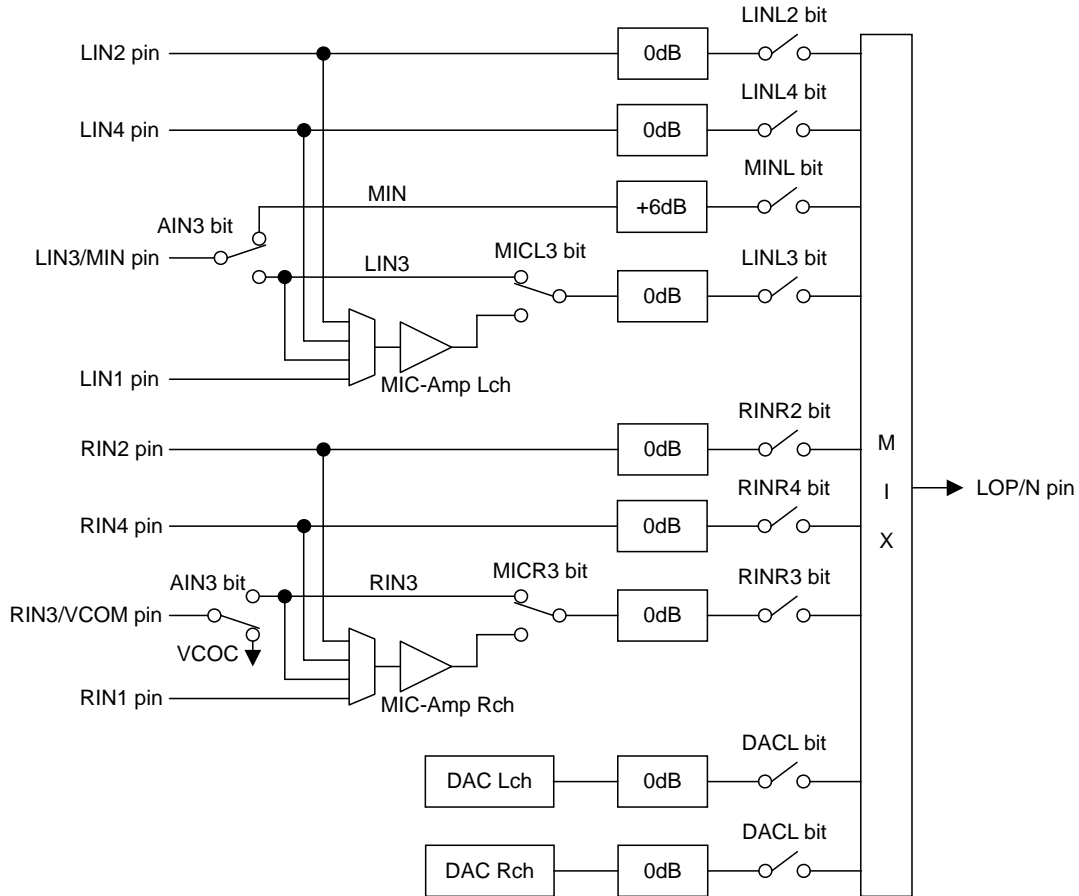 LINL2 bit
LIN2 pin
0dB
LINL4 bit
LIN4 pin
0dB
MINL bit
MIN
+6dB
AIN3 bit
LIN3/MIN pin
LIN3
MICL3 bit
LINL3 bit
0dB
LIN1 pin
MIC-Amp Lch
RINR2 bit
RIN2 pin
0dB
RINR4 bit
RIN4 pin
0dB
M
I
X
LOP/N pin
AIN3 bit
RIN3
MICR3 bit
RINR3 bit
RIN3/VCOM pin
0dB
VCOC
RIN1 pin
MIC-Amp Rch
DACL bit
DAC Lch
0dB
DACL bit
DAC Rch
0dB